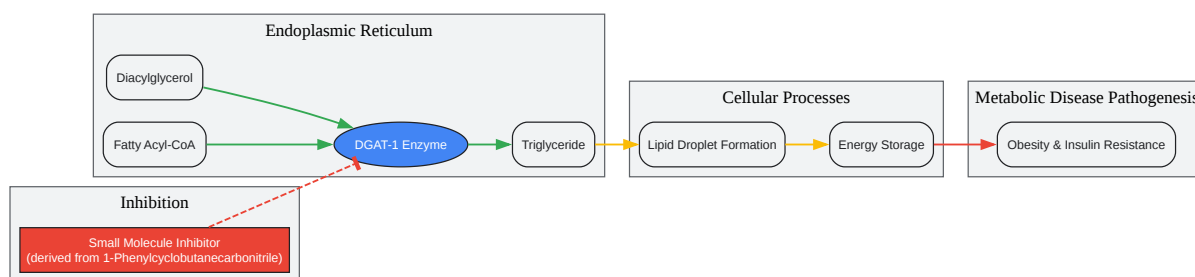 Endoplasmic Reticulum
Diacylglycerol
Fatty Acyl-CoA
DGAT-1 Enzyme
Triglyceride
Cellular Processes
Lipid Droplet Formation
Energy Storage
Metabolic Disease Pathogenesis
Obesity & Insulin Resistance
Inhibition
Small Molecule Inhibitor
(derived from 1-Phenylcyclobutanecarbonitrile)